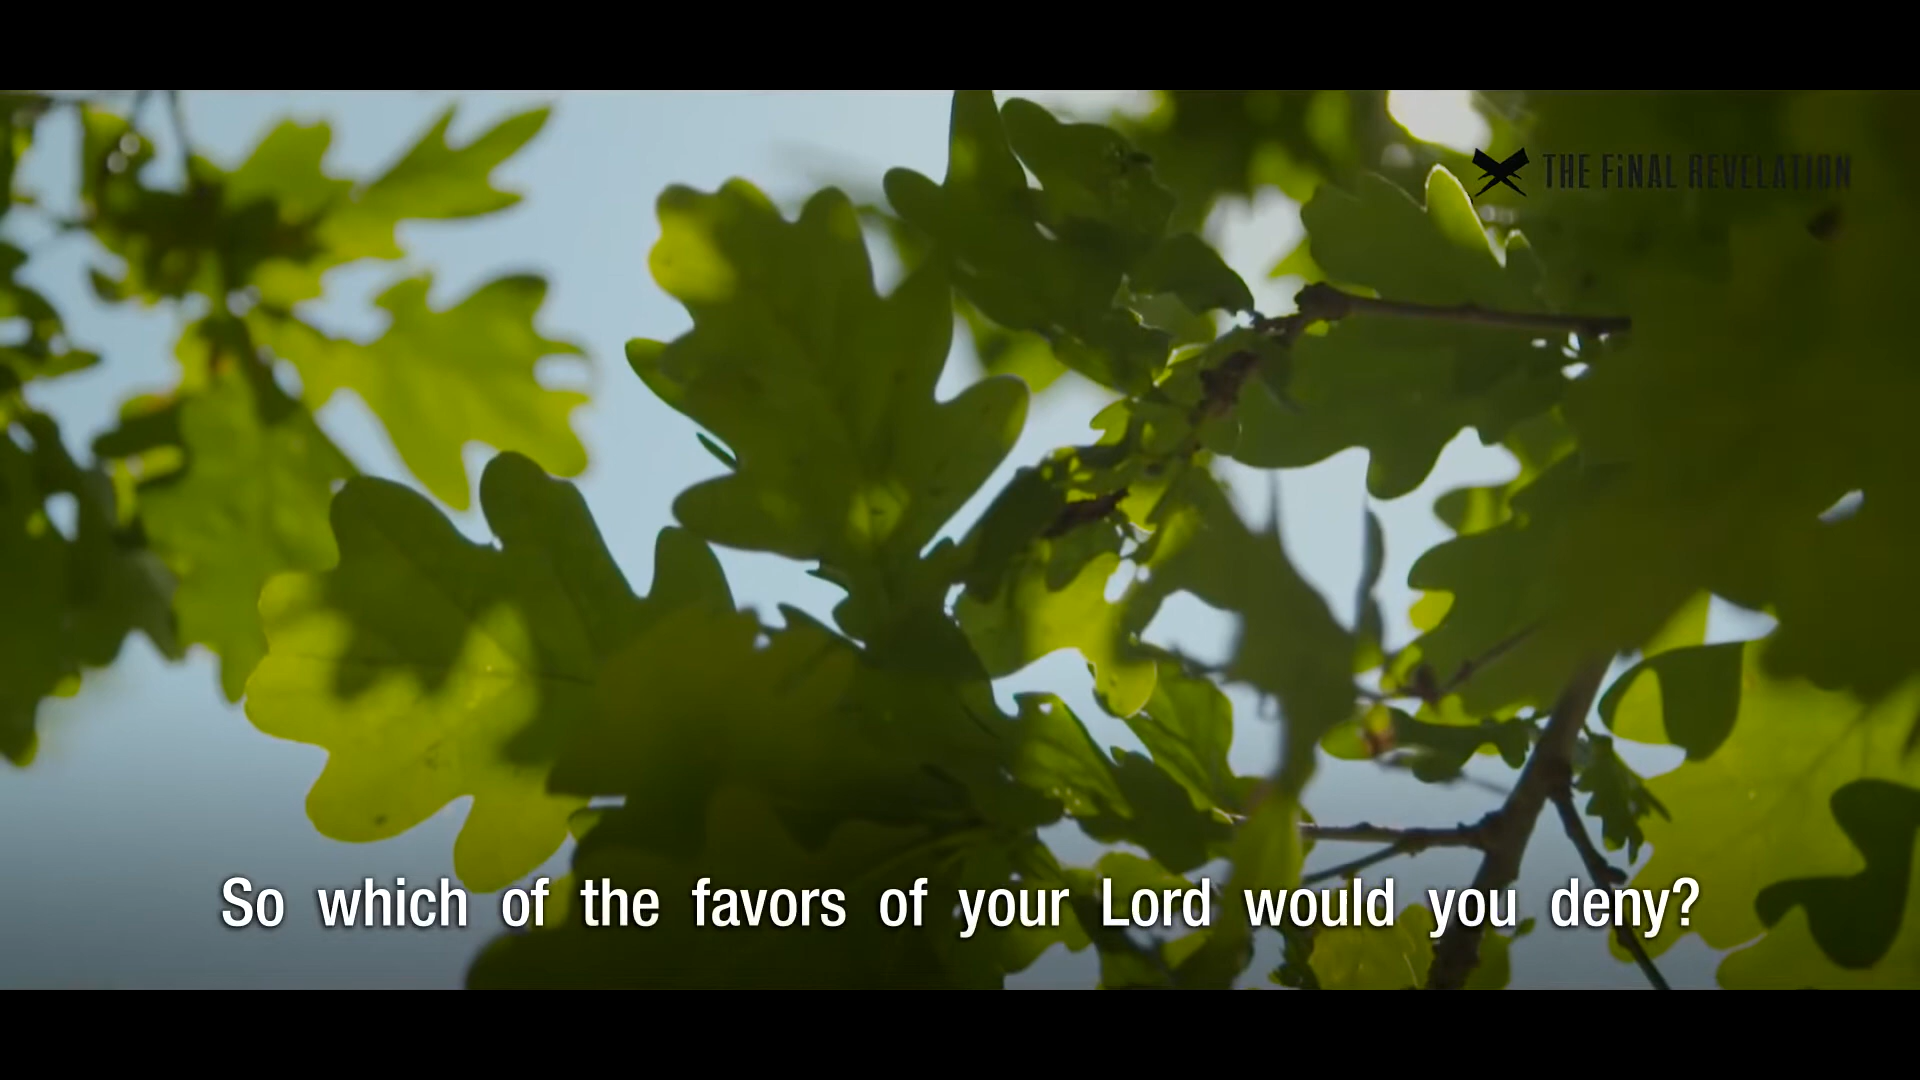 THE FiNAL REVELATION
So which of the favors of your Lord would you deny?